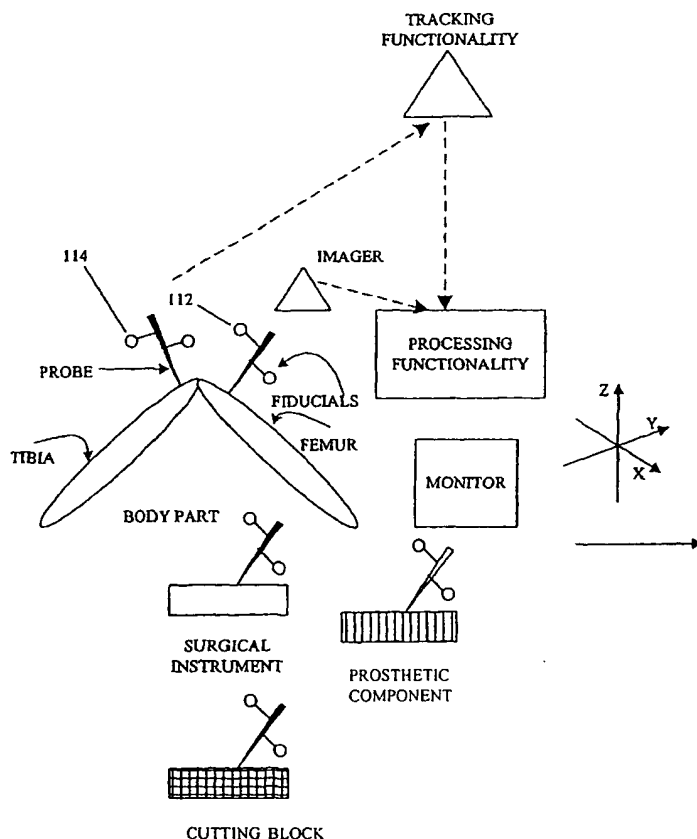 TRACKING
FUNCTIONALITY
114
IMAGER
112
PROCESSING
FUNCTIONALITY
PROBE
FIDUCIALS
Z
Y
X
TIBIA
FEMUR
MONITOR
BODY PART
SURGICAL
INSTRUMENT
PROSTHETIC
COMPONENT
CUTTING BLOCK